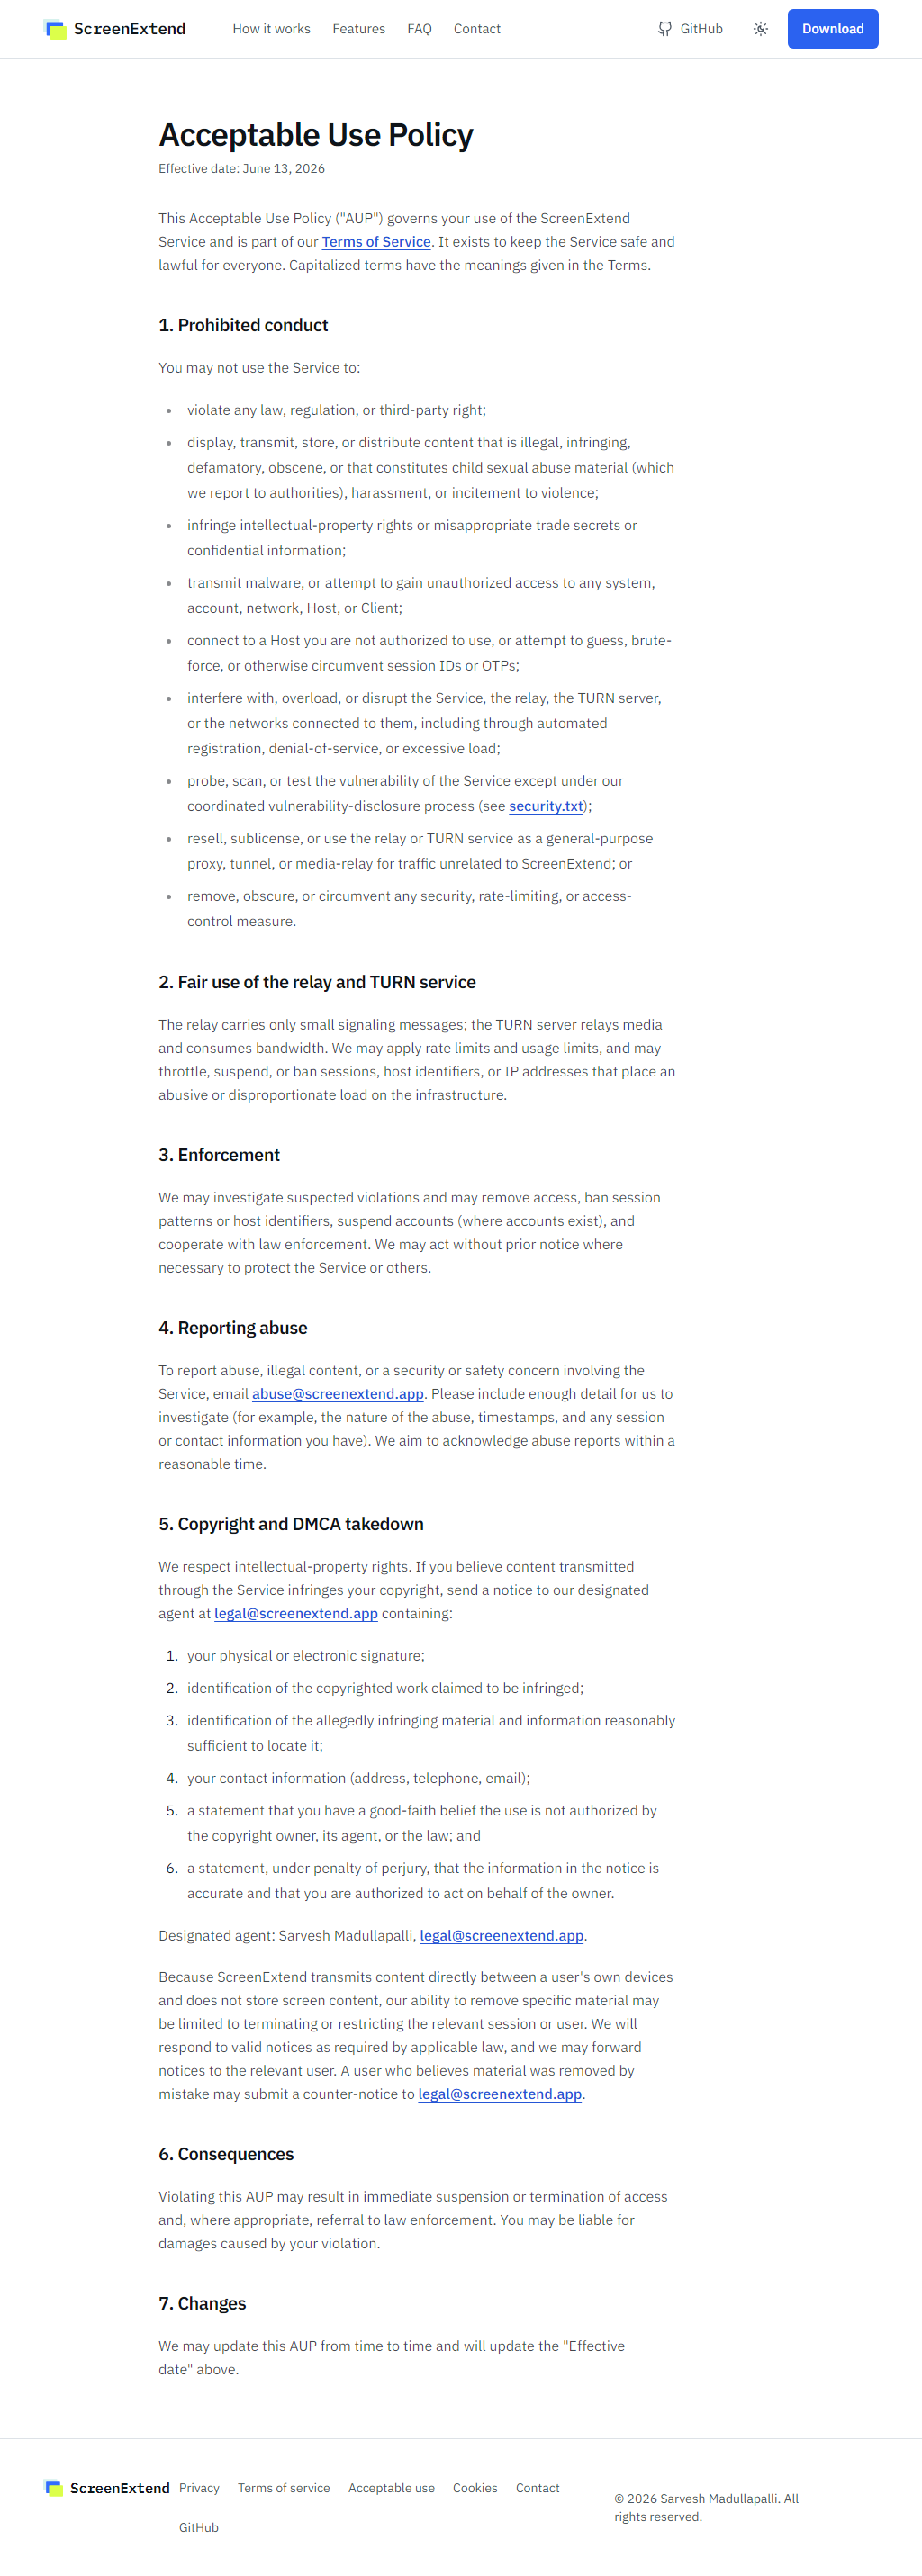 ScreenExtend How it works Features FAQ Contact GitHub Download
Acceptable Use Policy
Effective date: June 13, 2026
This Acceptable Use Policy ("AUP") governs your use of the ScreenExtend
Service and is part of our Terms of Service. It exists to keep the Service safe and
lawful for everyone. Capitalized terms have the meanings given in the Terms.
1. Prohibited conduct
You may not use the Service to:
• violate any law, regulation, or third-party right;
• display, transmit, store, or distribute content that is illegal, infringing,
defamatory, obscene, or that constitutes child sexual abuse material (which
we report to authorities), harassment, or incitement to violence;
• infringe intellectual-property rights or misappropriate trade secrets or
confidential information;
• transmit malware, or attempt to gain unauthorized access to any system,
account, network, Host, or Client;
• connect to a Host you are not authorized to use, or attempt to guess, brute-
force, or otherwise circumvent session IDs or OTPs;
• interfere with, overload, or disrupt the Service, the relay, the TURN server,
or the networks connected to them, including through automated
registration, denial-of-service, or excessive load;
• probe, scan, or test the vulnerability of the Service except under our
coordinated vulnerability-disclosure process (see security.txt);
• resell, sublicense, or use the relay or TURN service as a general-purpose
proxy, tunnel, or media-relay for traffic unrelated to ScreenExtend; or
• remove, obscure, or circumvent any security, rate-limiting, or access-
control measure.
2. Fair use of the relay and TURN service
The relay carries only small signaling messages; the TURN server relays media
and consumes bandwidth. We may apply rate limits and usage limits, and may
throttle, suspend, or ban sessions, host identifiers, or IP addresses that place an
abusive or disproportionate load on the infrastructure.
3. Enforcement
We may investigate suspected violations and may remove access, ban session
patterns or host identifiers, suspend accounts (where accounts exist), and
cooperate with law enforcement. We may act without prior notice where
necessary to protect the Service or others.
4. Reporting abuse
To report abuse, illegal content, or a security or safety concern involving the
Service, email abuse@screenextend.app. Please include enough detail for us to
investigate (for example, the nature of the abuse, timestamps, and any session
or contact information you have). We aim to acknowledge abuse reports within a
reasonable time.
5. Copyright and DMCA takedown
We respect intellectual-property rights. If you believe content transmitted
through the Service infringes your copyright, send a notice to our designated
agent at legal@screenextend.app containing:
1. your physical or electronic signature;
2. identification of the copyrighted work claimed to be infringed;
3. identification of the allegedly infringing material and information reasonably
sufficient to locate it;
4. your contact information (address, telephone, email);
5. a statement that you have a good-faith belief the use is not authorized by
the copyright owner, its agent, or the law; and
6. a statement, under penalty of perjury, that the information in the notice is
accurate and that you are authorized to act on behalf of the owner.
Designated agent: Sarvesh Madullapalli, legal@screenextend.app.
Because ScreenExtend transmits content directly between a user's own devices
and does not store screen content, our ability to remove specific material may
be limited to terminating or restricting the relevant session or user. We will
respond to valid notices as required by applicable law, and we may forward
notices to the relevant user. A user who believes material was removed by
mistake may submit a counter-notice to legal@screenextend.app.
6. Consequences
Violating this AUP may result in immediate suspension or termination of access
and, where appropriate, referral to law enforcement. You may be liable for
damages caused by your violation.
7. Changes
We may update this AUP from time to time and will update the "Effective
date" above.
ScreenExtend Privacy Terms of service Acceptable use Cookies Contact
GitHub
© 2026 Sarvesh Madullapalli. All
rights reserved.